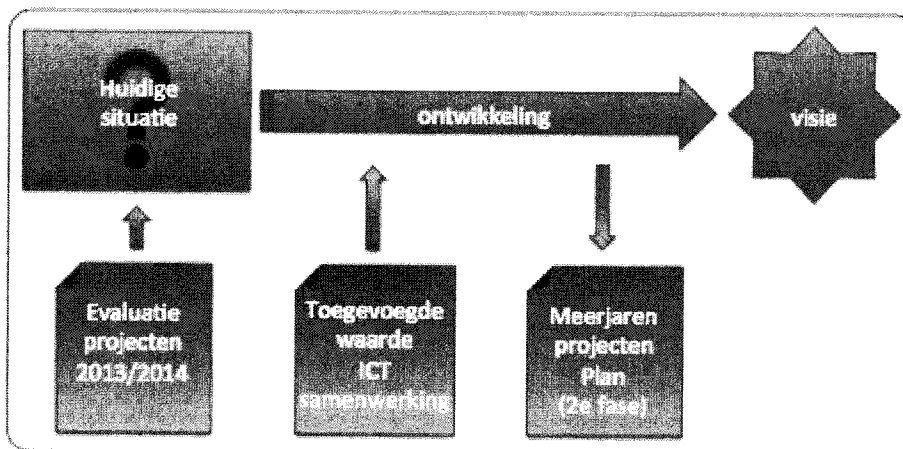 Huidige
situatie
ontwikkeling
visie
Evaluatie
projecten
2013/2014
Toegevoegde
waarde
ICT
samenwerking
Meerjaren
projecten
Plan
(2e fase)